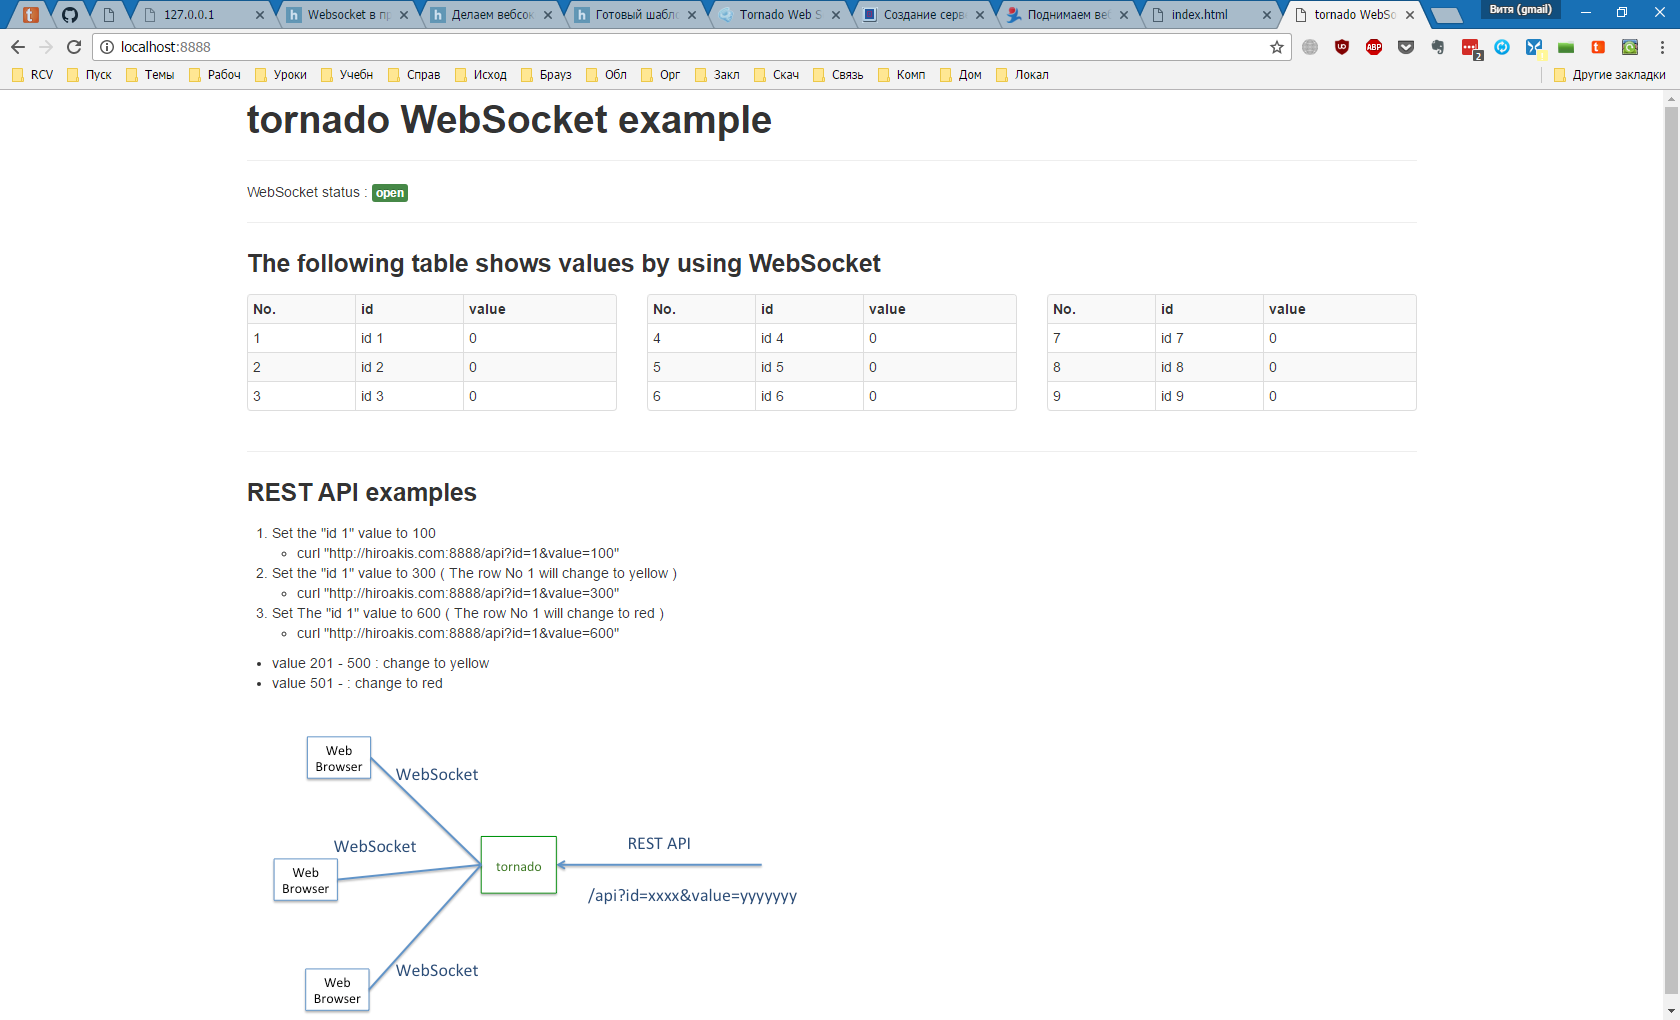 127.0.0.1
Websocket в п
Делаем вебсок
Готовый шабло
Tornado Web S
Создание серв
Поднимаем веб
index.html
tornado WebSo
Витя (gmail)
localhost:8888
2
RCV
Пуск
Темы
Рабоч
Уроки
Учебн
Справ
Исход
Брауз
Обл
Орг
Закл
Скач
Связь
Комп
Дом
Локал
Другие закладки
tornado WebSocket example
WebSocket status : open
The following table shows values by using WebSocket
No. id value
1 id 1 0
2 id 2 0
3 id 3 0
No. id value
4 id 4 0
5 id 5 0
6 id 6 0
No. id value
7 id 7 0
8 id 8 0
9 id 9 0
REST API examples
1. Set the "id 1" value to 100
curl "http://hiroakis.com:8888/api?id=1&value=100"
2. Set the "id 1" value to 300 ( The row No 1 will change to yellow )
curl "http://hiroakis.com:8888/api?id=1&value=300"
3. Set The "id 1" value to 600 ( The row No 1 will change to red )
curl "http://hiroakis.com:8888/api?id=1&value=600"
value 201 - 500 : change to yellow
value 501 - : change to red
Web
Browser
WebSocket
WebSocket
Web
Browser
tornado
REST API
/api?id=xxxx&value=yyyyyyy
WebSocket
Web
Browser